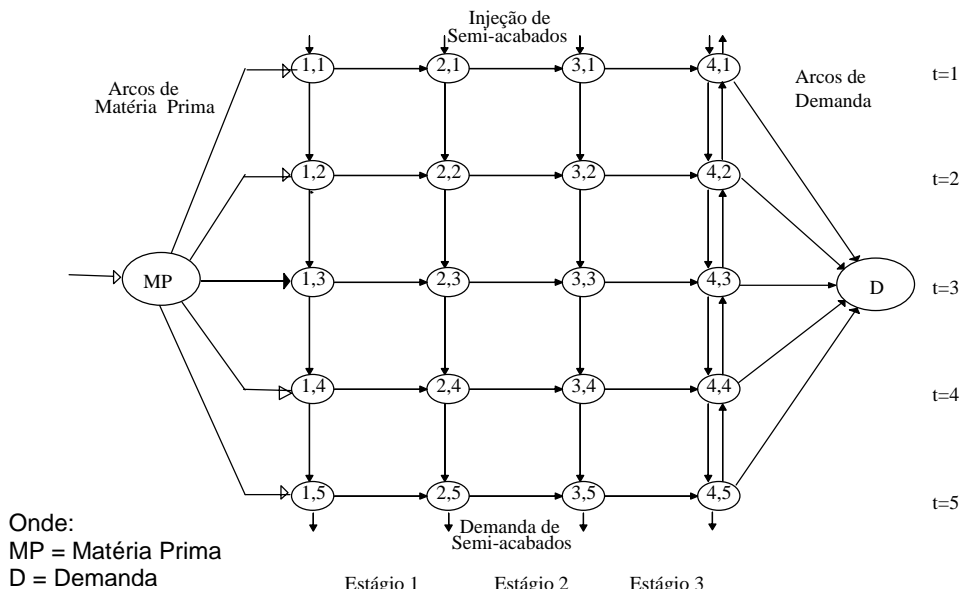 Injeção de
Semi-acabados
Arcos de
Matéria Prima
Arcos de
Demanda
1,1
2,1
3,1
4,1
t=1
1,2
2,2
3,2
4,2
t=2
MP
1,3
2,3
3,3
4,3
D
t=3
1,4
2,4
3,4
4,4
t=4
1,5
2,5
3,5
4,5
t=5
Demanda de
Semi-acabados
Onde:
MP = Matéria Prima
D = Demanda
Estágio 1
Estágio 2
Estágio 3